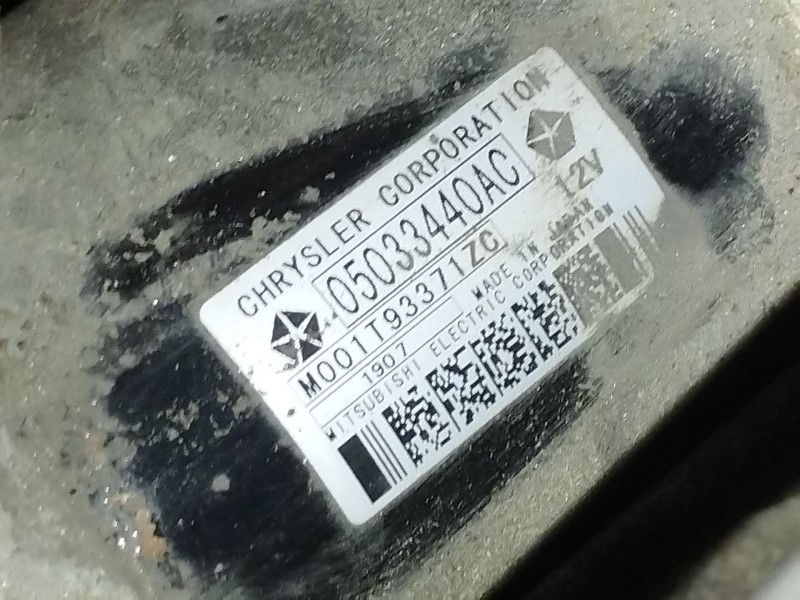 CHRYSLER CORPORATION
05033440AC
12V
M001T93371ZC
1907
MADE IN JAPAN
MITSUBISHI ELECTRIC CORPORATION